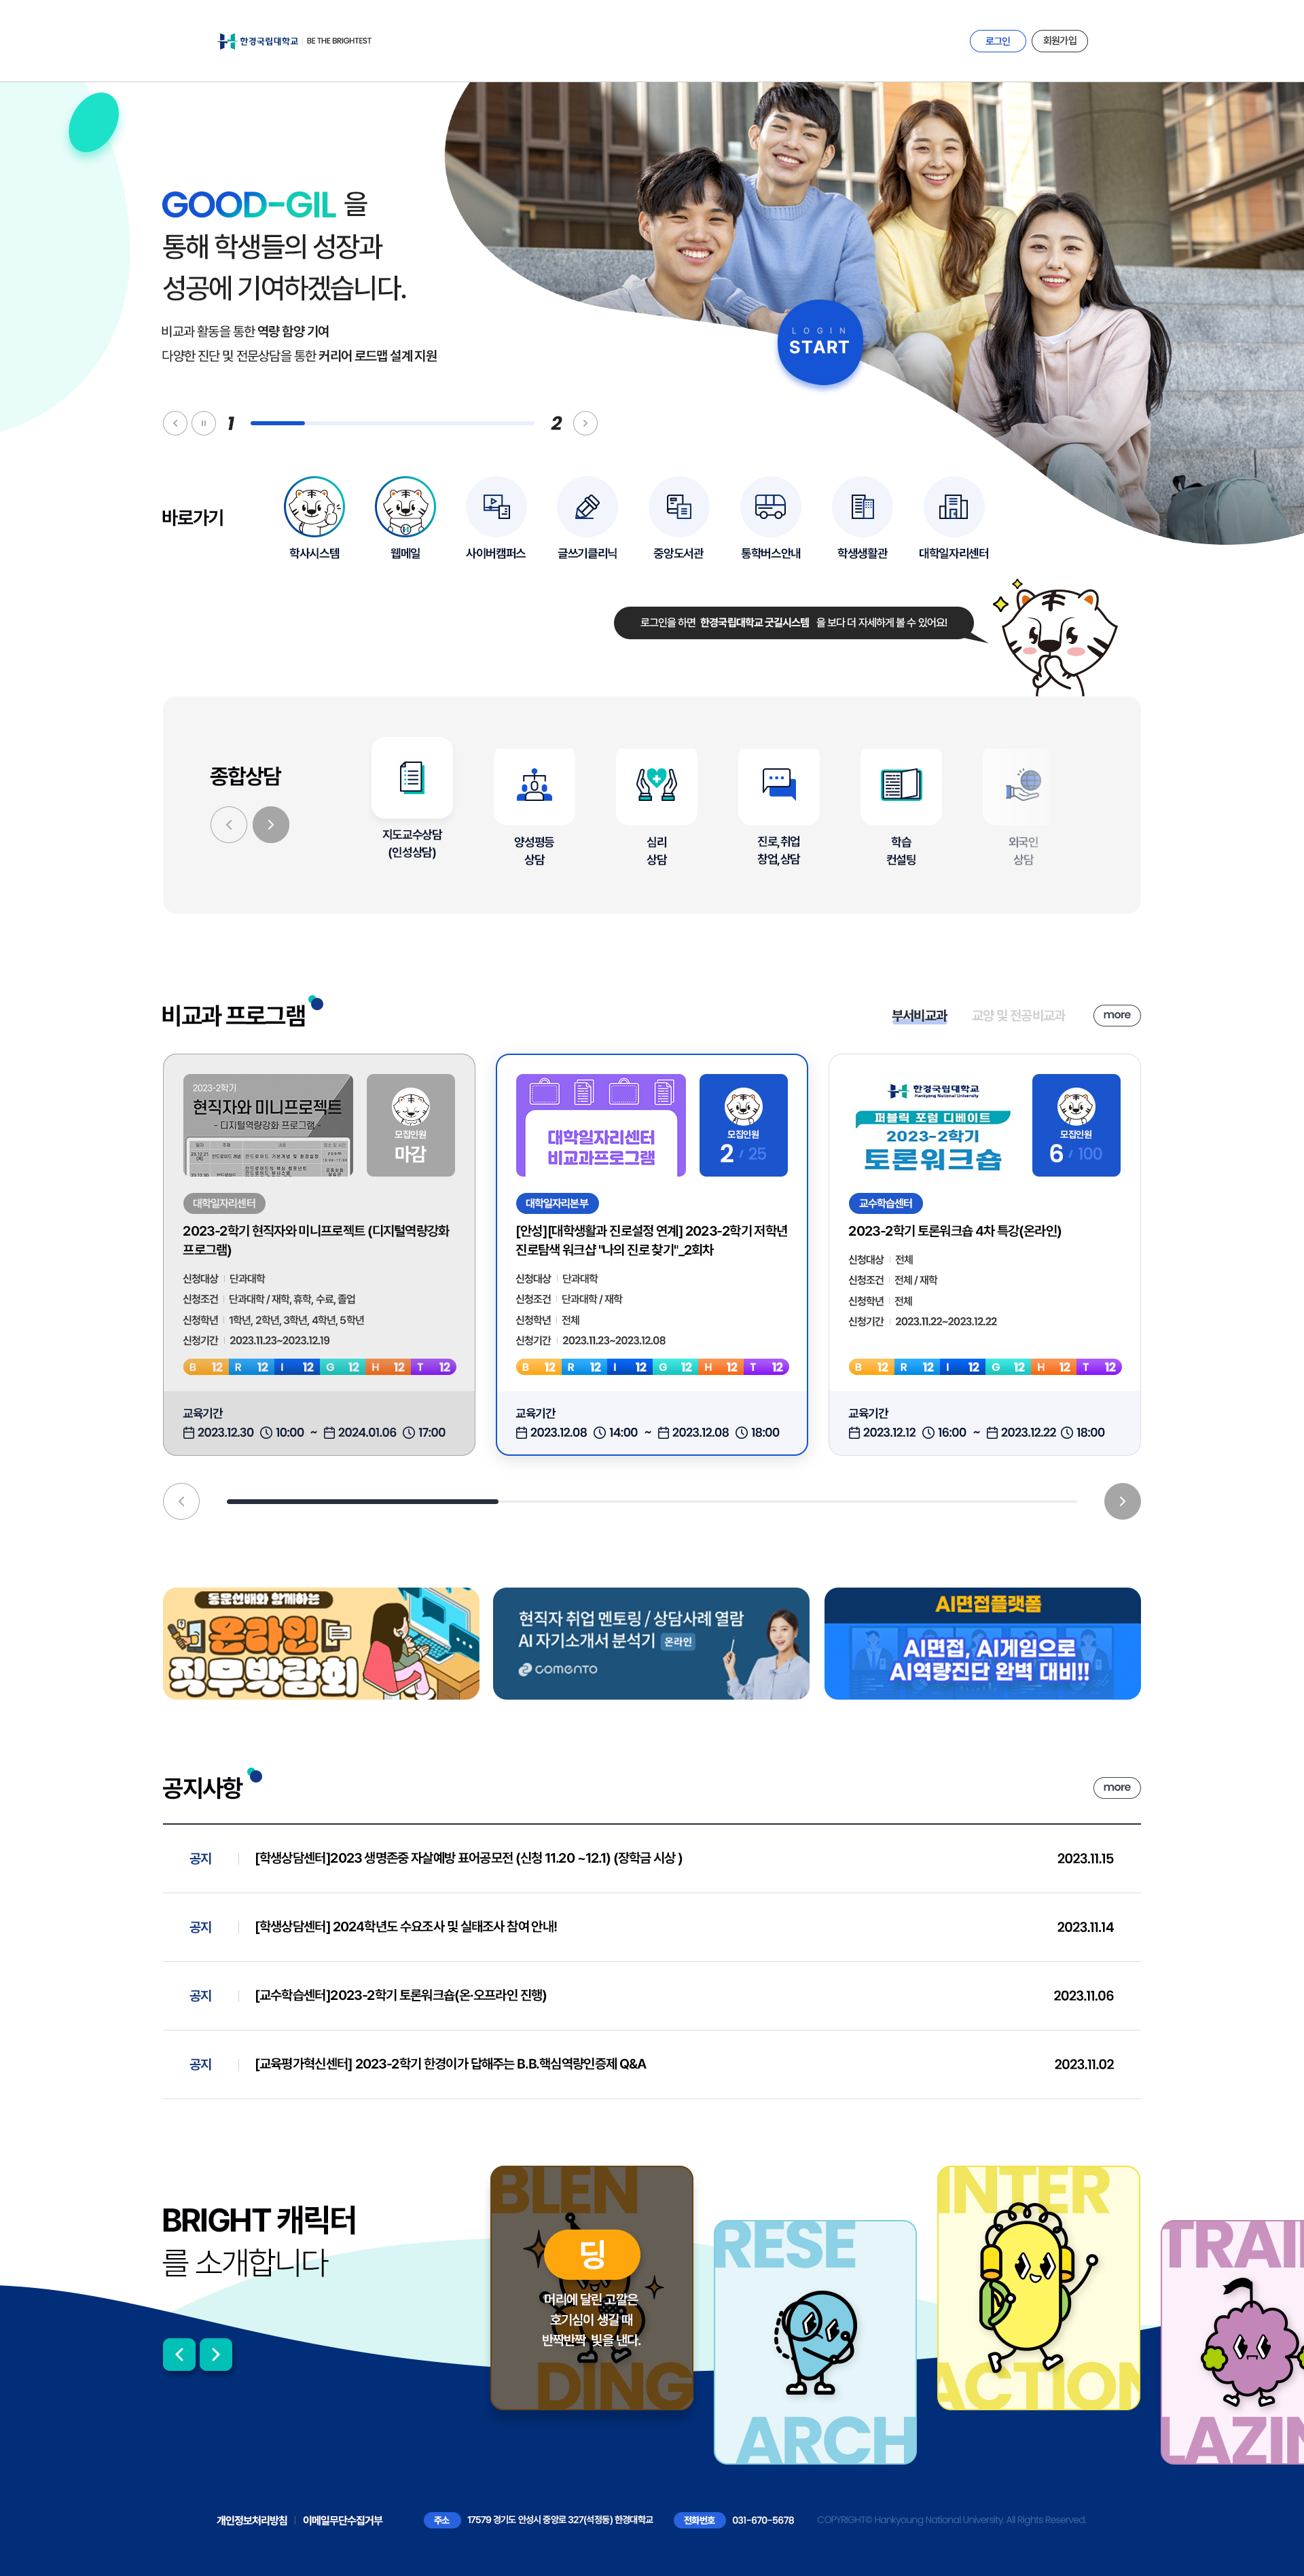 한경국립대학교 | BE THE BRIGHTEST
로그인
회원가입
GOOD-GIL 을
통해 학생들의 성장과
성공에 기여하겠습니다.
비교과 활동을 통한 역량 함양 기여
다양한 진단 및 전문상담을 통한 커리어 로드맵 설계 지원
LOGIN
START
1
2
바로가기
학사시스템
웹메일
사이버캠퍼스
글쓰기클리닉
중앙도서관
통학버스안내
학생생활관
대학일자리센터
로그인을 하면 한경국립대학교 굿길시스템 을 보다 더 자세하게 볼 수 있어요!
종합상담
지도교수상담
(인성상담)
양성평등
상담
심리
상담
진로,취업
창업,상담
학습
컨설팅
외국인
상담
비교과 프로그램
부서비교과
교양 및 전공비교과
more
2023-2학기
현직자와 미니프로젝트
- 디지털역량강화 프로그램 -
모집인원
마감
대학일자리센터
2023-2학기 현직자와 미니프로젝트 (디지털역량강화
프로그램)
신청대상 | 단과대학
신청조건 | 단과대학 / 재학, 휴학, 수료, 졸업
신청학년 | 1학년, 2학년, 3학년, 4학년, 5학년
신청기간 | 2023.11.23~2023.12.19
B 12 R 12 I 12 G 12 H 12 T 12
교육기간
2023.12.30 10:00 ~ 2024.01.06 17:00
대학일자리센터
비교과프로그램
모집인원
2 / 25
대학일자리본부
[안성][대학생활과 진로설정 연계] 2023-2학기 저학년
진로탐색 워크샵 "나의 진로 찾기"_2회차
신청대상 | 단과대학
신청조건 | 단과대학 / 재학
신청학년 | 전체
신청기간 | 2023.11.23~2023.12.08
B 12 R 12 I 12 G 12 H 12 T 12
교육기간
2023.12.08 14:00 ~ 2023.12.08 18:00
한경국립대학교
Hankyong National University
퍼블릭 포럼 디베이트
2023-2학기
토론워크숍
모집인원
6 / 100
교수학습센터
2023-2학기 토론워크숍 4차 특강(온라인)
신청대상 | 전체
신청조건 | 전체 / 재학
신청학년 | 전체
신청기간 | 2023.11.22~2023.12.22
B 12 R 12 I 12 G 12 H 12 T 12
교육기간
2023.12.12 16:00 ~ 2023.12.22 18:00
동문선배와 함께하는
온라인
직무박람회
현직자 취업 멘토링 / 상담사례 열람
AI 자기소개서 분석기 온라인
comento
AI면접플랫폼
AI면접, AI게임으로
AI역량진단 완벽 대비!!
공지사항
more
공지 | [학생상담센터]2023 생명존중 자살예방 표어공모전 (신청 11.20 ~12.1) (장학금 시상 ) 2023.11.15
공지 | [학생상담센터] 2024학년도 수요조사 및 실태조사 참여 안내! 2023.11.14
공지 | [교수학습센터]2023-2학기 토론워크숍(온·오프라인 진행) 2023.11.06
공지 | [교육평가혁신센터] 2023-2학기 한경이가 답해주는 B.B.핵심역량인증제 Q&A 2023.11.02
BRIGHT 캐릭터
를 소개합니다
BLEN
딩
머리에 달린 고깔은
호기심이 생길 때
반짝반짝 빛을 낸다.
DING
RESE
ARCH
INTER
ACTION
TRAI
LAZIN
개인정보처리방침 | 이메일무단수집거부
주소 17579 경기도 안성시 중앙로 327(석정동) 한경대학교
전화번호 031-670-5678
COPYRIGHT© Hankyoung National University. All Rights Reserved.